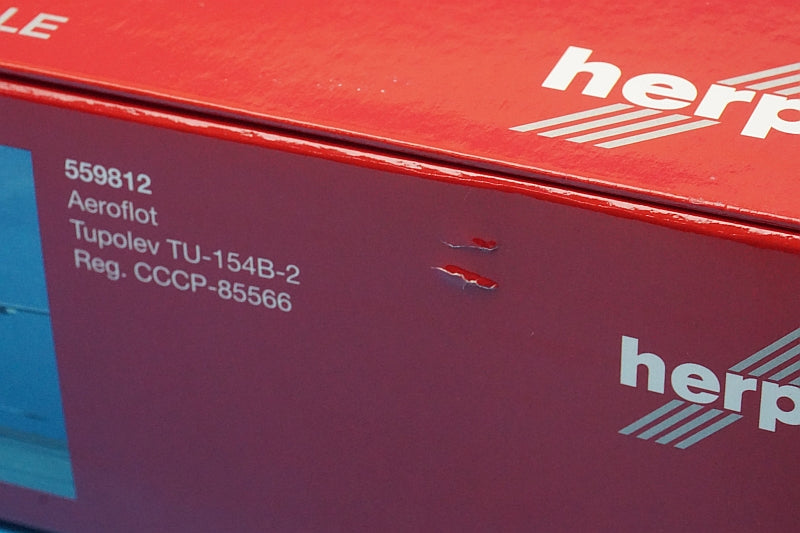 LE
herp
559812
Aeroflot
Tupolev TU-154B-2
Reg. CCCP-85566
herp